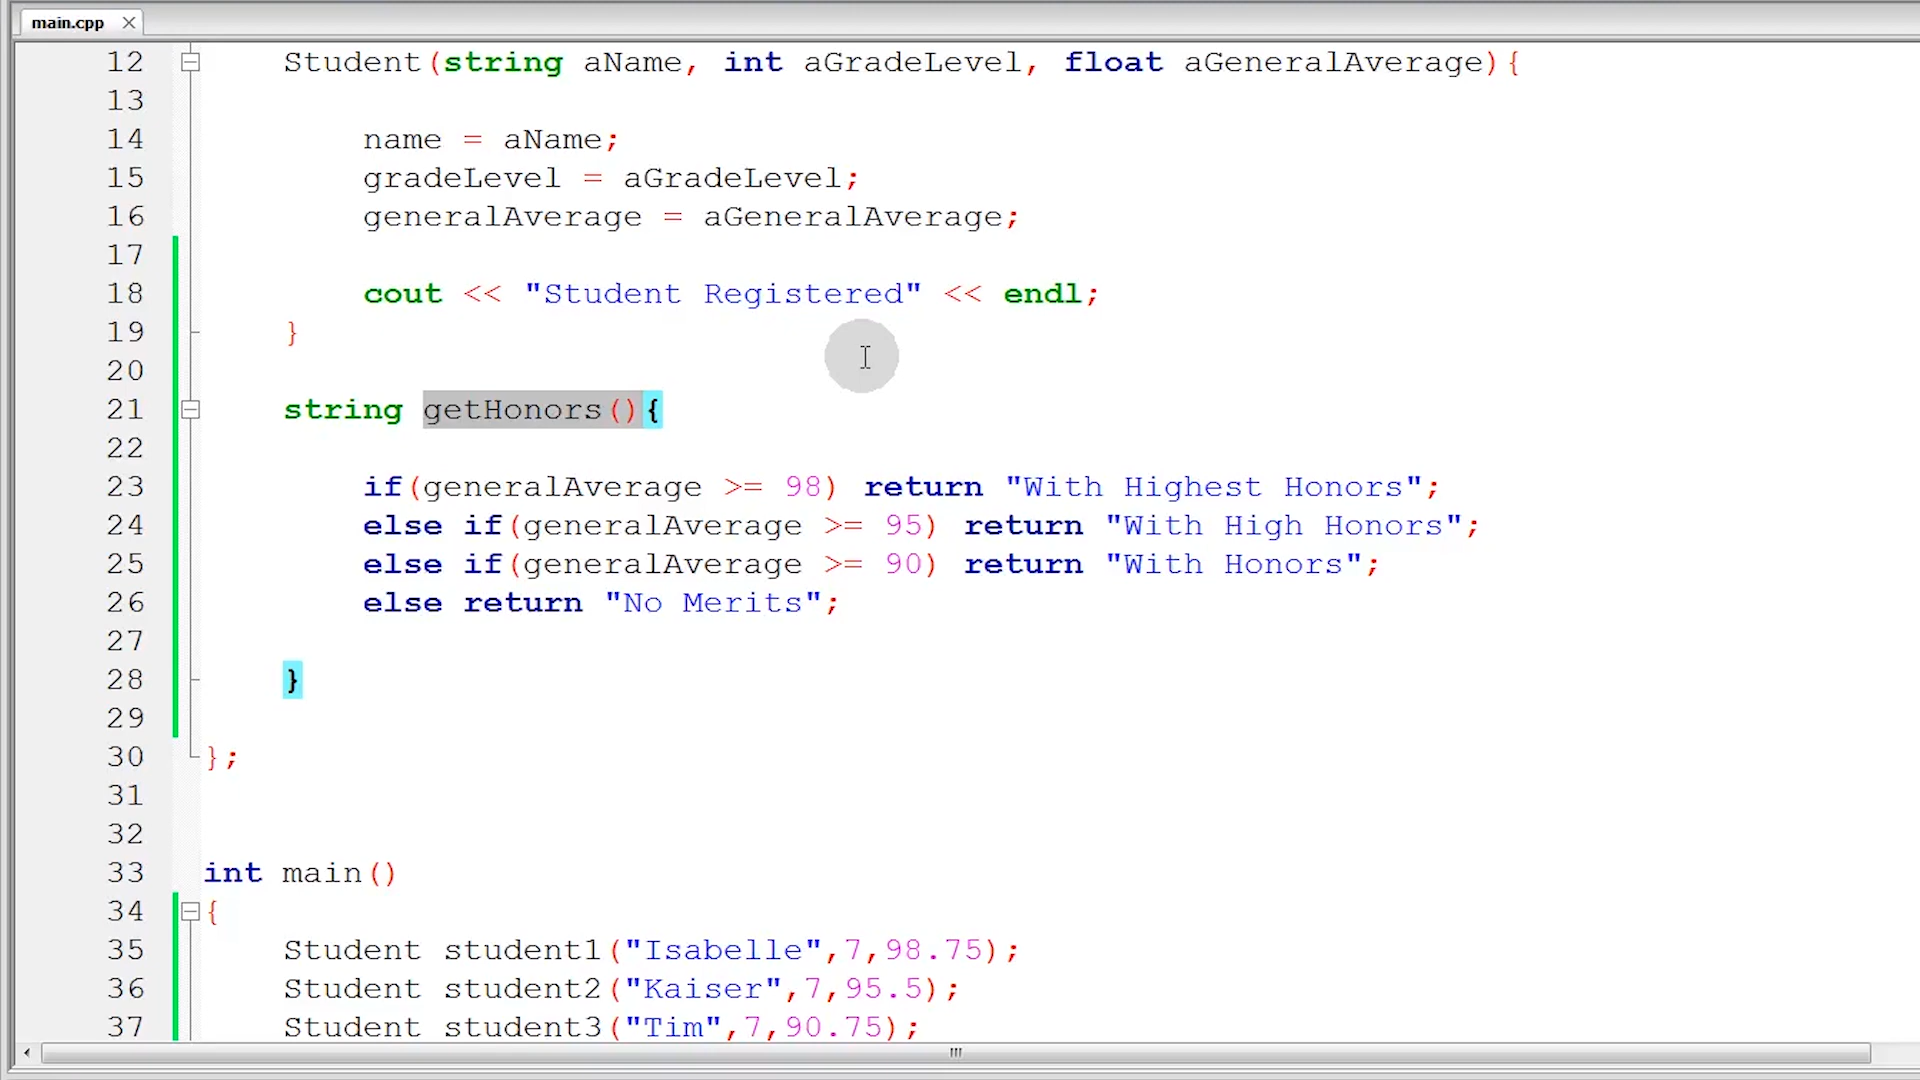 main.cpp
12 Student(string aName, int aGradeLevel, float aGeneralAverage){
13
14 name = aName;
15 gradeLevel = aGradeLevel;
16 generalAverage = aGeneralAverage;
17
18 cout << "Student Registered" << endl;
19 }
20
21 string getHonors(){
22
23 if(generalAverage >= 98) return "With Highest Honors";
24 else if(generalAverage >= 95) return "With High Honors";
25 else if(generalAverage >= 90) return "With Honors";
26 else return "No Merits";
27
28 }
29
30 };
31
32
33 int main()
34 {
35 Student student1("Isabelle",7,98.75);
36 Student student2("Kaiser",7,95.5);
37 Student student3("Tim",7,90.75);